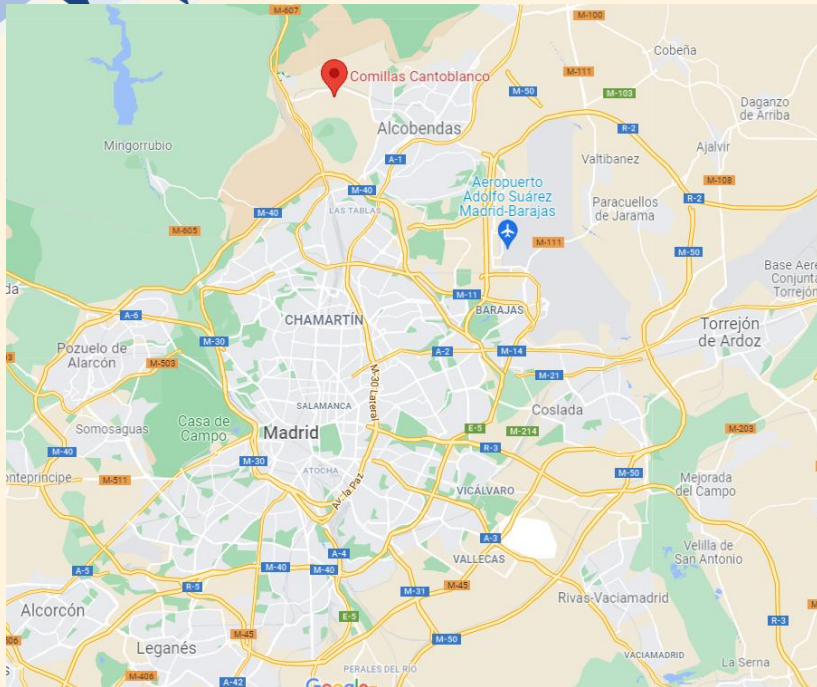 M-607
M-100
Cobeña
Comillas Cantoblanco
M-111
M-50
M-103
Daganzo
de Arriba
Alcobendas
R-2
Mingorrubio
A-1
Valtibanez
Ajalvir
M-40
Aeropuerto
Adolfo Suárez
Madrid-Barajas
M-108
M-40
LAS TABLAS
Paracuellos
de Jarama
R-2
M-605
M-111
M-50
Base Aére
Conjunta
Torrejón
da
M-11
BARAJAS
A-6
CHAMARTÍN
Torrejón
de Ardoz
M-30
Pozuelo de
Alarcón
A-2
M-14
M-503
M-30 Lateral
M-21
SALAMANCA
Coslada
Casa de
Campo
Somosaguas
Madrid
E-5
M-214
M-203
M-40
R-3
M-30
ATOCHA
M-50
ontepríncipe
M-511
Mejorada
del Campo
Av. la Paz
VICÁLVARO
A-3
Velilla de
San Antonio
A-4
VALLECAS
A-5
M-40
M-40
R-5
M-31
M-45
Rivas-Vaciamadrid
Alcorcón
E-5
R-3
M-45
M-50
Leganés
VACIAMADRID
La Serna
PERALES DEL RÍO
M-406
A-42
Google